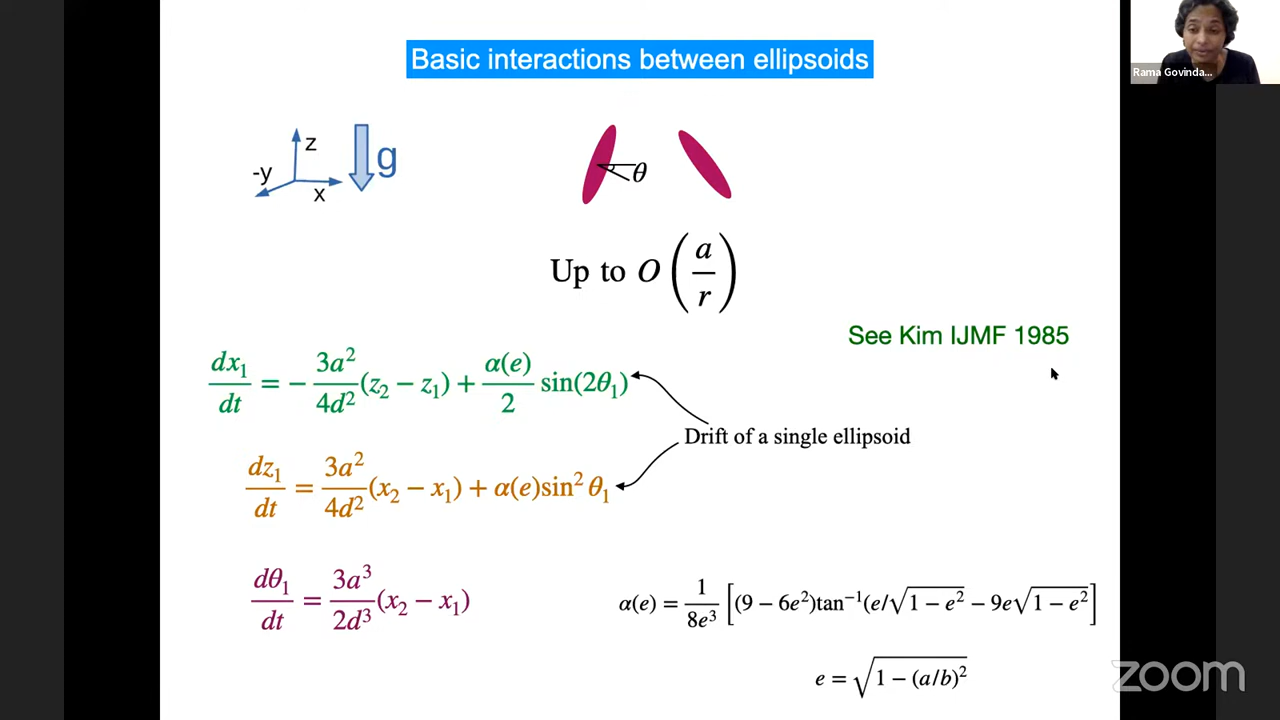 Basic interactions between ellipsoids
Rama Govinda...
z
g
-y
x
θ
Up to O(a/r)
See Kim IJMF 1985
dx₁/dt = − 3a²/4d² (z₂ − z₁) + α(e)/2 sin(2θ₁)
Drift of a single ellipsoid
dz₁/dt = 3a²/4d² (x₂ − x₁) + α(e)sin² θ₁
dθ₁/dt = 3a³/2d³ (x₂ − x₁)
α(e) = 1/8e³ [(9 − 6e²)tan⁻¹(e/√1 − e² − 9e√1 − e²]
e = √1 − (a/b)²
zoom